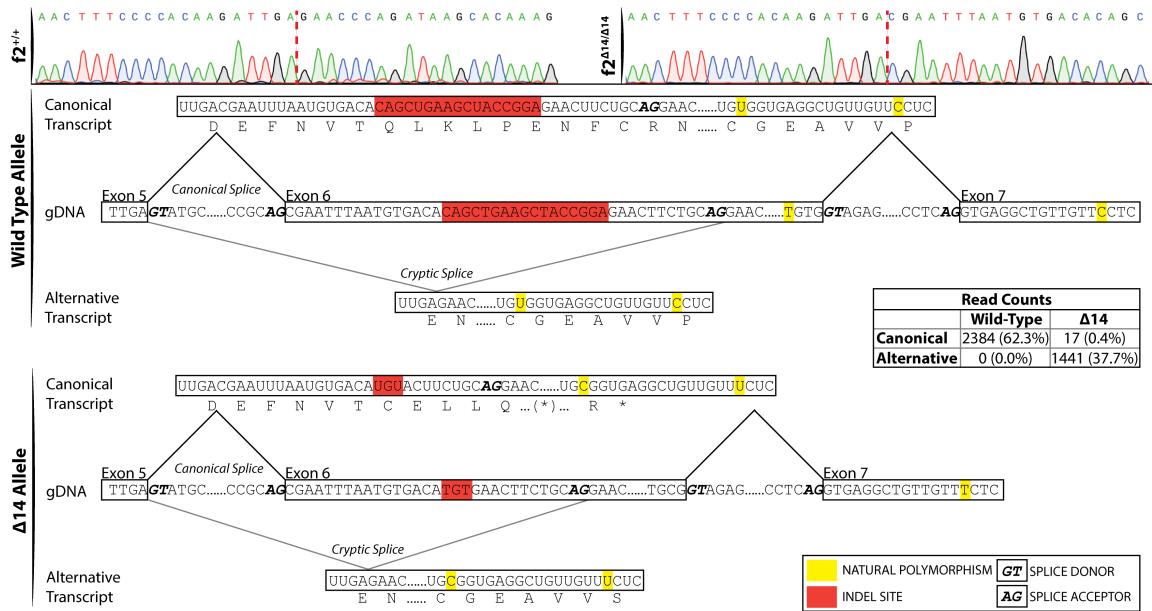 AACTTTCCCCACAAGATTGAGAACCCAGATAAGCACAAAG
AACTTTCCCCACAAGATTGACGAATTTAATGTGACACAGC
f2+/+
f2Δ14/Δ14
Wild Type Allele
Canonical Transcript
UUGACGAAUUUAAUGUGACACAGCUGAAGCUACCGGAGAACUUCUGCAGGAAC......UGUGGUGAGGCUGUUGUUCCUC
D E F N V T Q L K L P E N F C R N ...... C G E A V V P
Exon 5
Canonical Splice
Exon 6
Exon 7
gDNA
TTGAGTATGC......CCGCAGCGAATTTAATGTGACACAGCTGAAGCTACCGGAGAACTTCTGCAGGAAC......TGTGGTAGAG......CCTCAGGTGAGGCTGTTGTTCCTC
Cryptic Splice
Alternative Transcript
UUGAGAAC......UGUGGUGAGGCUGUUGUUCCUC
E N ...... C G E A V V P
Read Counts
Wild-Type Δ14
Canonical 2384 (62.3%) 17 (0.4%)
Alternative 0 (0.0%) 1441 (37.7%)
Δ14 Allele
Canonical Transcript
UUGACGAAUUUAAUGUGACAUGUACUUCUGCAGGAAC......UGCGGUGAGGCUGUUGUUUCUC
D E F N V T C E L L Q ...(*)... R *
Exon 5
Canonical Splice
Exon 6
Exon 7
gDNA
TTGAGTATGC......CCGCAGCGAATTTAATGTGACATGTGAACTTCTGCAGGAAC......TGCGGTAGAG......CCTCAGGTGAGGCTGTTGTTTCTC
Cryptic Splice
Alternative Transcript
UUGAGAAC......UGCGGUGAGGCUGUUGUUUCUC
E N ...... C G E A V V S
NATURAL POLYMORPHISM
GT SPLICE DONOR
INDEL SITE
AG SPLICE ACCEPTOR